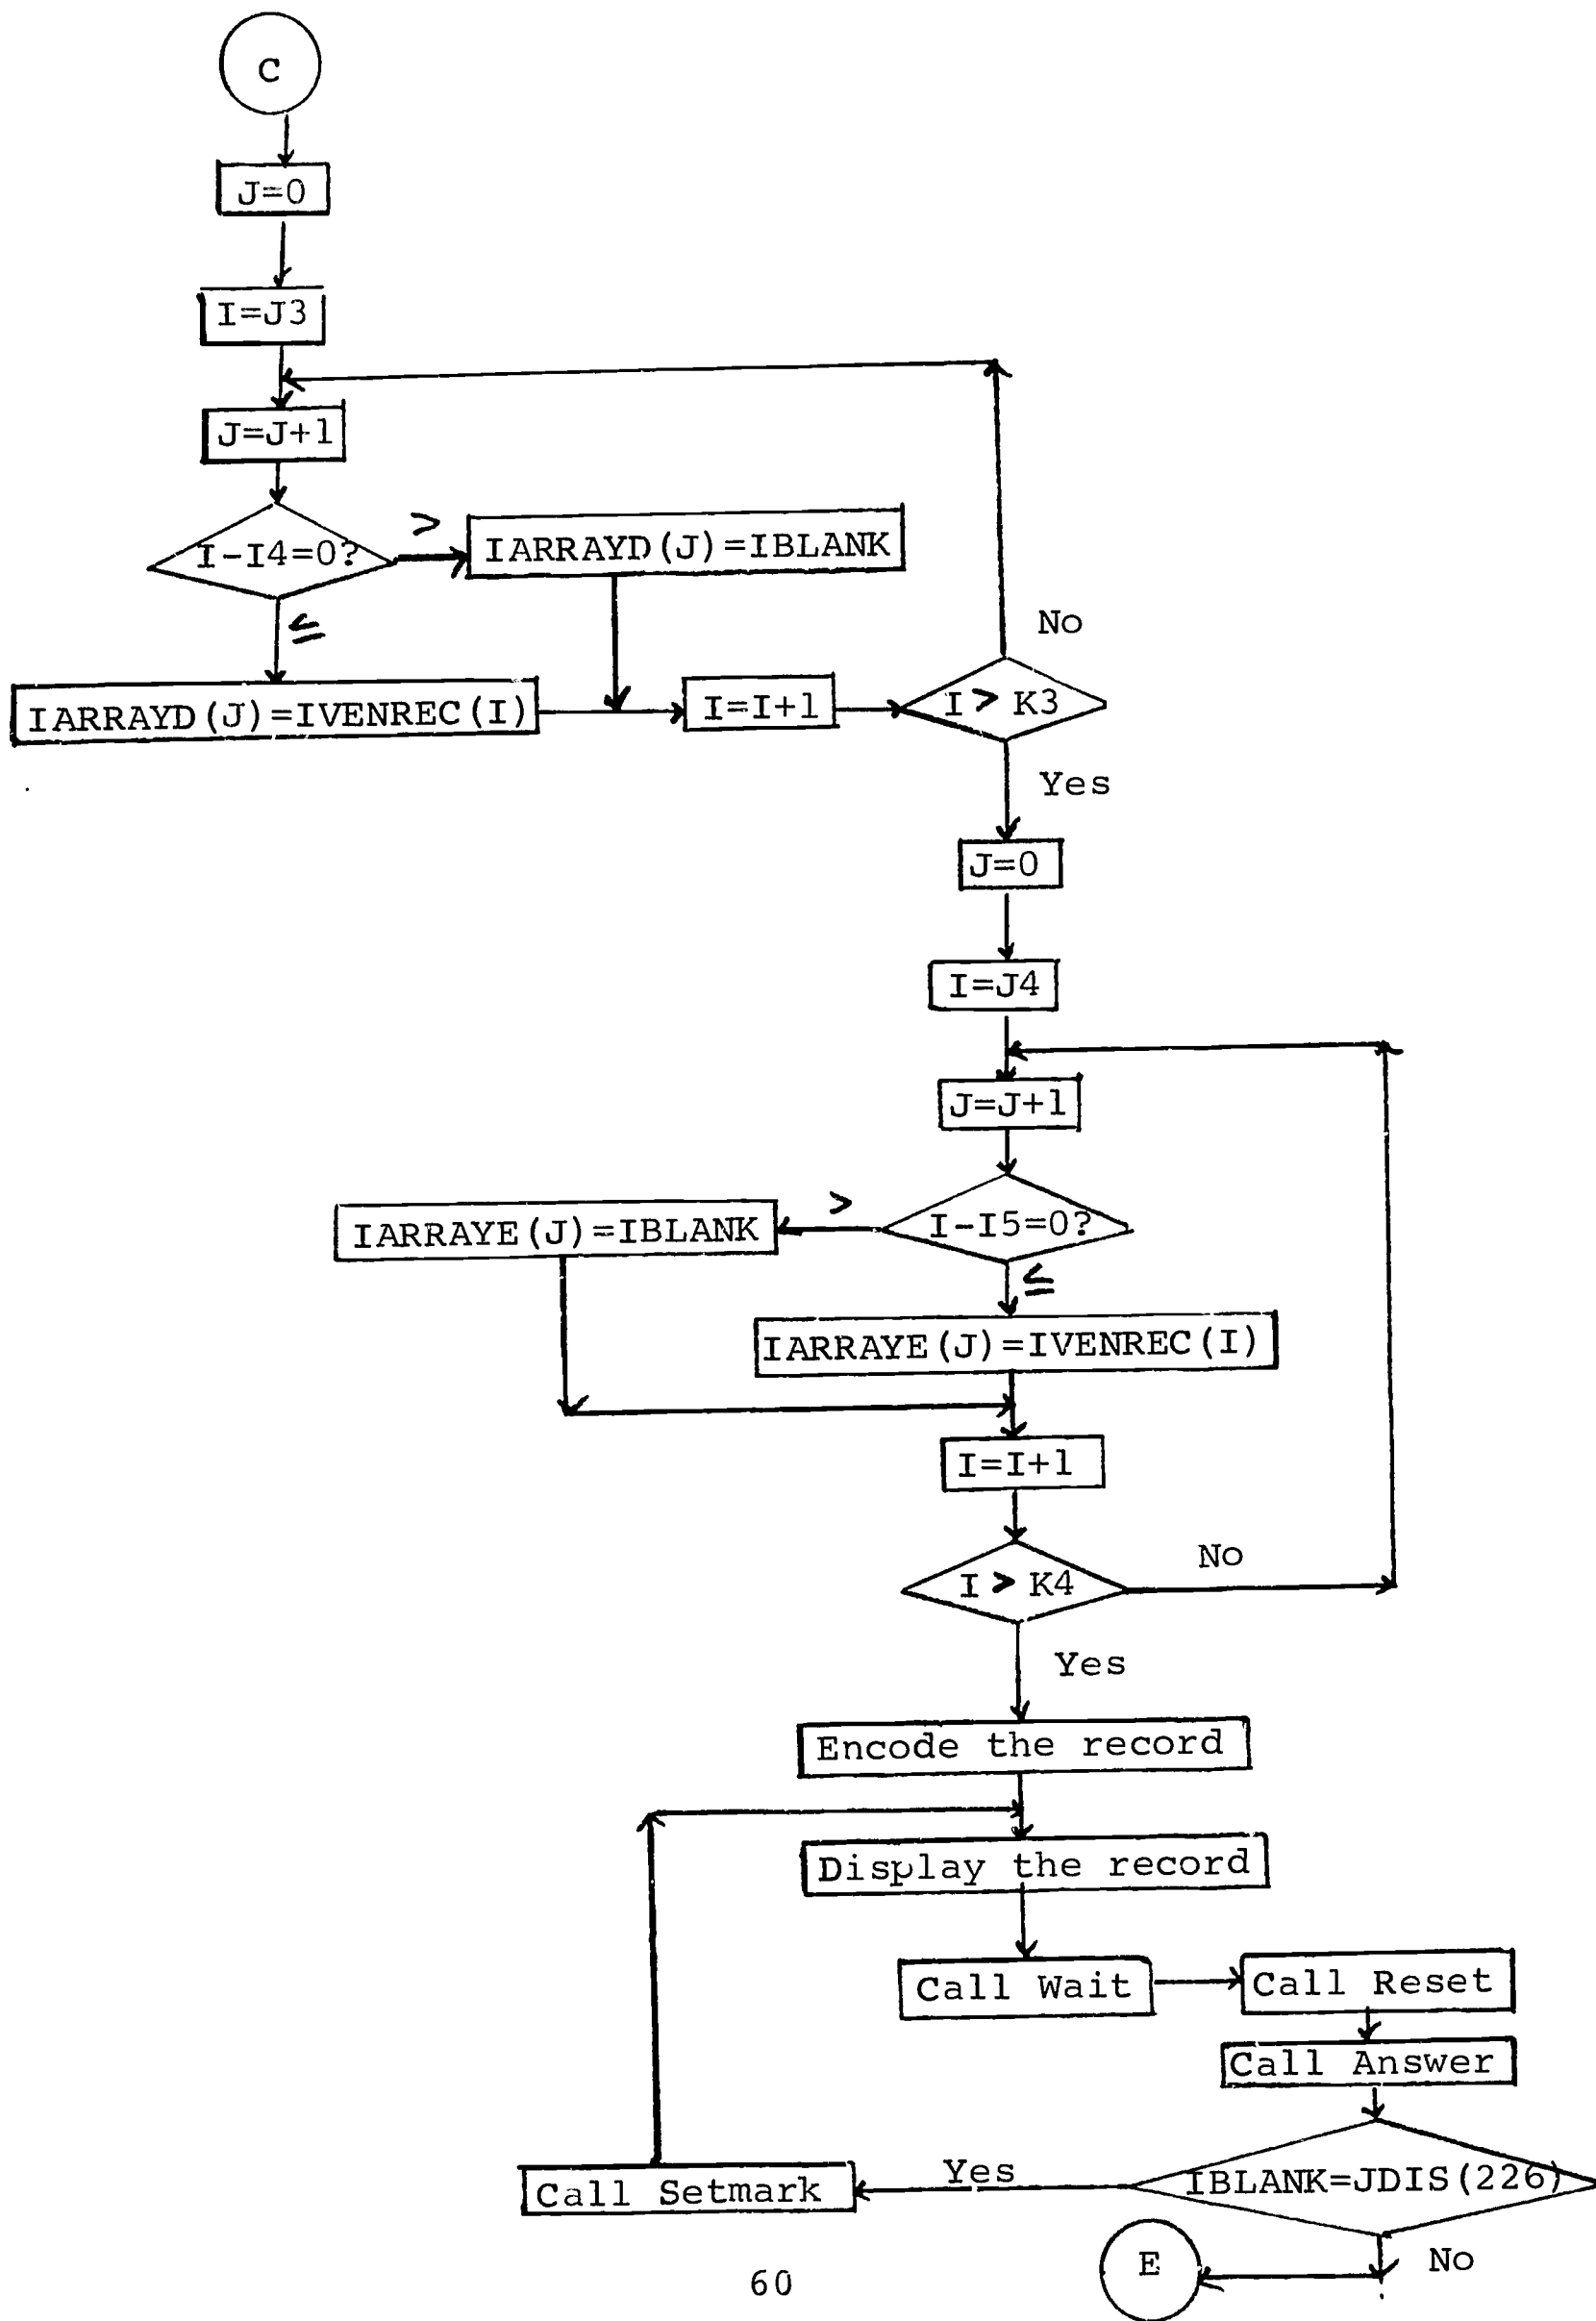 C
J=0
I=J3
J=J+1
I-I4=0?
>
IARRAYD(J)=IBLANK
≤
IARRAYD(J)=IVENREC(I)
I=I+1
I > K3
No
Yes
J=0
I=J4
J=J+1
I-I5=0?
>
IARRAYE(J)=IBLANK
≤
IARRAYE(J)=IVENREC(I)
I=I+1
I > K4
No
Yes
Encode the record
Display the record
Call Wait
Call Reset
Call Answer
IBLANK=JDIS(226)
Yes
Call Setmark
No
E
60